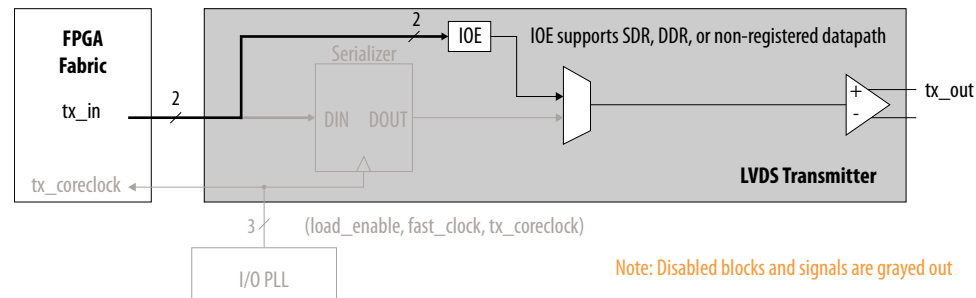 2
FPGA
Fabric
IOE
IOE supports SDR, DDR, or non-registered datapath
Serializer
tx_in
2
DIN
DOUT
+
-
tx_out
tx_coreclock
LVDS Transmitter
3
(load_enable, fast_clock, tx_coreclock)
I/O PLL
Note: Disabled blocks and signals are grayed out